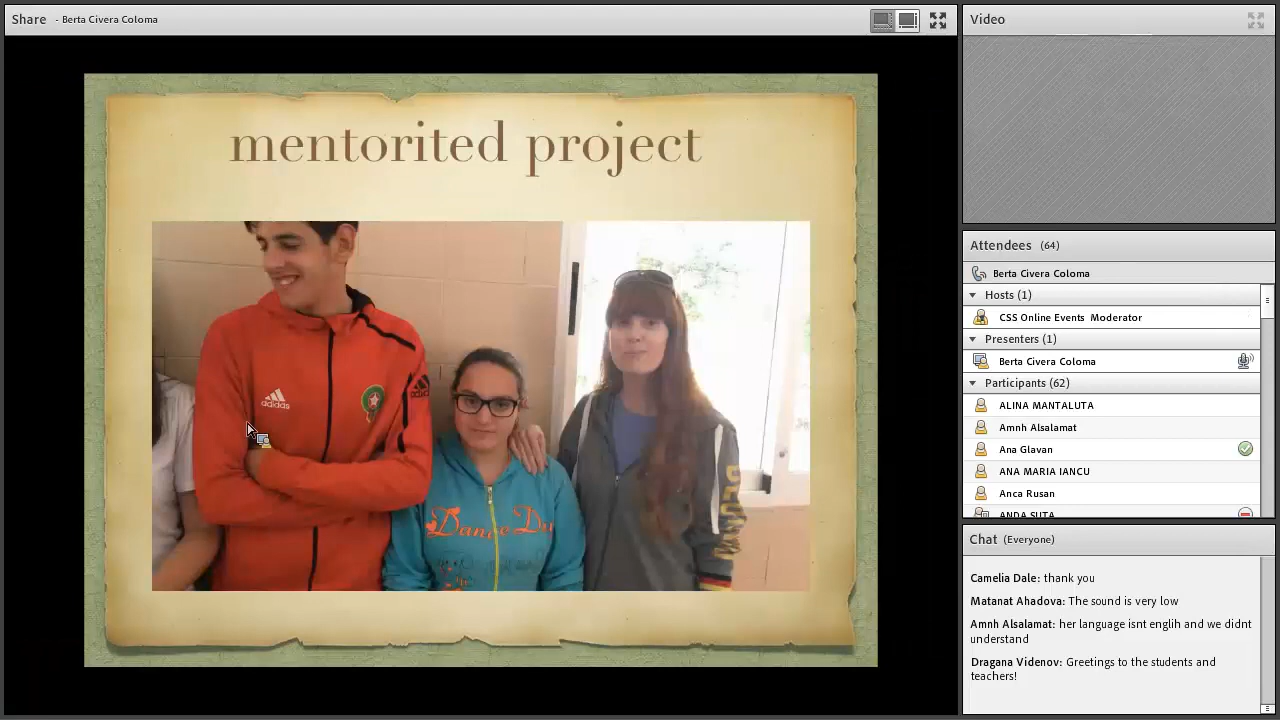 Share - Berta Civera Coloma
mentorited project
adidas
Video
Attendees (64)
Berta Civera Coloma
Hosts (1)
CSS Online Events Moderator
Presenters (1)
Berta Civera Coloma
Participants (62)
ALINA MANTALUTA
Amnh Alsalamat
Ana Glavan
ANA MARIA IANCU
Anca Rusan
ANDA SUTA
Chat (Everyone)
Camelia Dale: thank you
Matanat Ahadova: The sound is very low
Amnh Alsalamat: her language isnt englih and we didnt
understand
Dragana Videnov: Greetings to the students and
teachers!